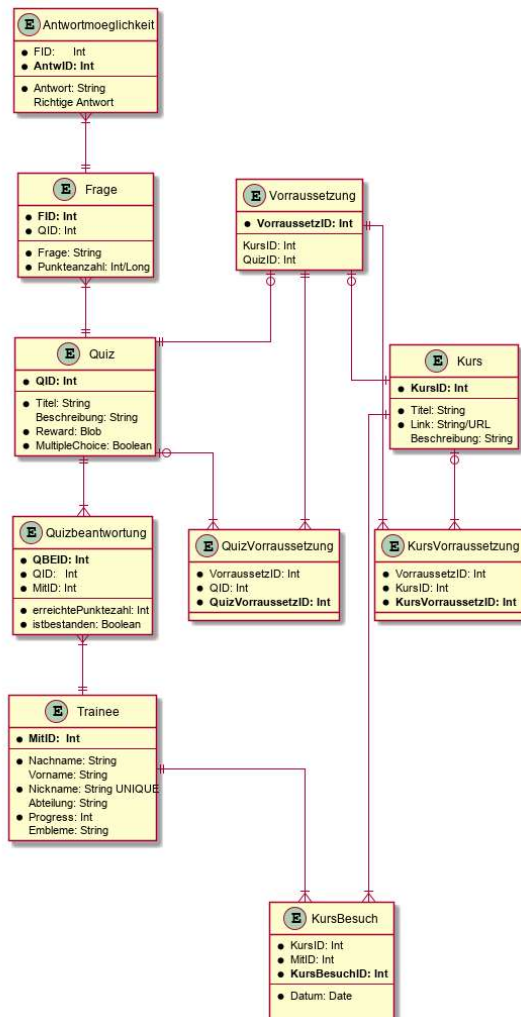 E Antwortmoeglichkeit
FID: Int
AntwID: Int
Antwort: String
Richtige Antwort
E Frage
FID: Int
QID: Int
Frage: String
Punkteanzahl: Int/Long
E Vorraussetzung
VorraussetzID: Int
KursID: Int
QuizID: Int
E Quiz
QID: Int
Titel: String
Beschreibung: String
Reward: Blob
MultipleChoice: Boolean
E Kurs
KursID: Int
Titel: String
Link: String/URL
Beschreibung: String
E Quizbeantwortung
QBEID: Int
QID: Int
MitID: Int
erreichtePunktezahl: Int
istbestanden: Boolean
E QuizVorraussetzung
VorraussetzID: Int
QID: Int
QuizVorraussetzID: Int
E KursVorraussetzung
VorraussetzID: Int
KursID: Int
KursVorraussetzID: Int
E Trainee
MitID: Int
Nachname: String
Vorname: String
Nickname: String UNIQUE
Abteilung: String
Progress: Int
Embleme: String
E KursBesuch
KursID: Int
MitID: Int
KursBesuchID: Int
Datum: Date